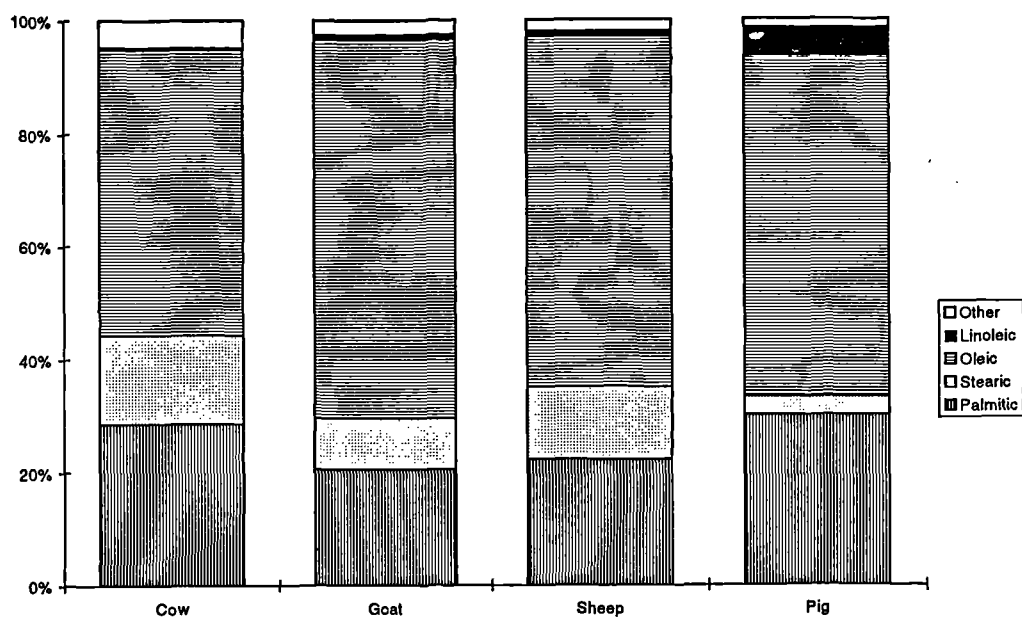 100%
80%
60%
40%
20%
0%
Cow
Goat
Sheep
Pig
Other
Linoleic
Oleic
Stearic
Palmitic